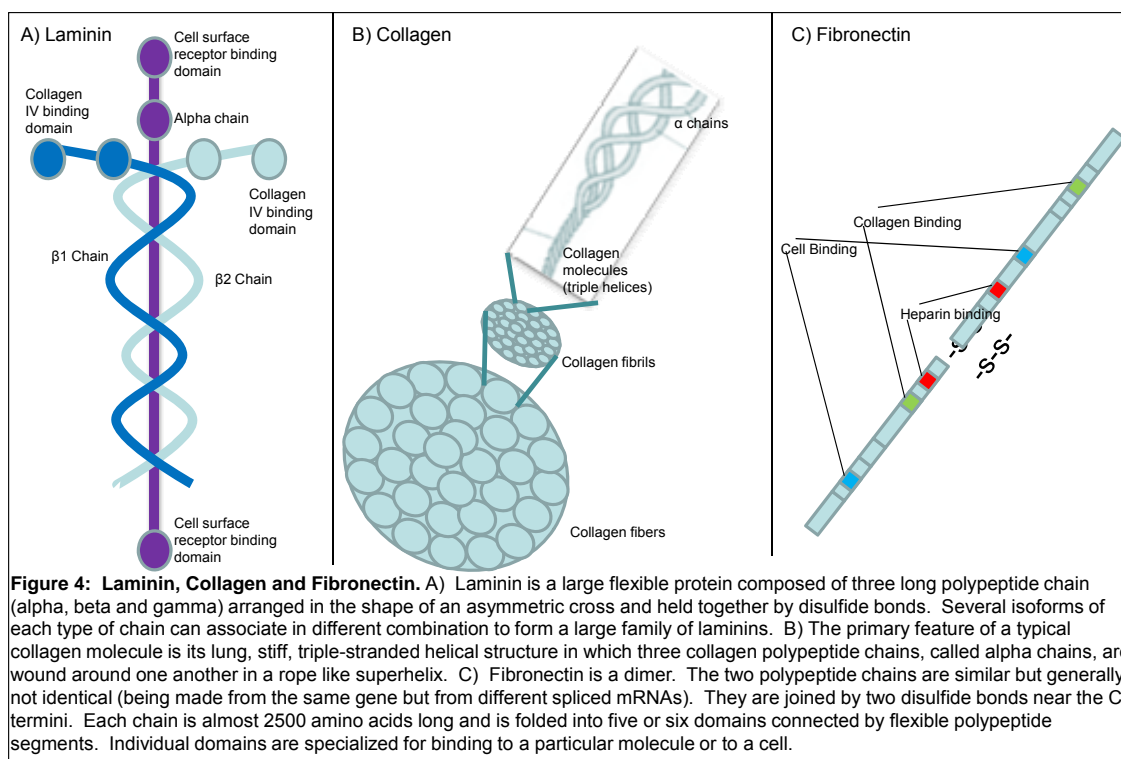 A) Laminin
Cell surface
receptor binding
domain
Collagen
IV binding
domain
Alpha chain
Collagen
IV binding
domain
β1 Chain
β2 Chain
Cell surface
receptor binding
domain
B) Collagen
α chains
Collagen
molecules
(triple helices)
Collagen fibrils
Collagen fibers
C) Fibronectin
Collagen Binding
Cell Binding
Heparin binding
-S-S-
-S-S-
Figure 4: Laminin, Collagen and Fibronectin. A) Laminin is a large flexible protein composed of three long polypeptide chain
(alpha, beta and gamma) arranged in the shape of an asymmetric cross and held together by disulfide bonds. Several isoforms of
each type of chain can associate in different combination to form a large family of laminins. B) The primary feature of a typical
collagen molecule is its lung, stiff, triple-stranded helical structure in which three collagen polypeptide chains, called alpha chains, are
wound around one another in a rope like superhelix. C) Fibronectin is a dimer. The two polypeptide chains are similar but generally
not identical (being made from the same gene but from different spliced mRNAs). They are joined by two disulfide bonds near the C
termini. Each chain is almost 2500 amino acids long and is folded into five or six domains connected by flexible polypeptide
segments. Individual domains are specialized for binding to a particular molecule or to a cell.